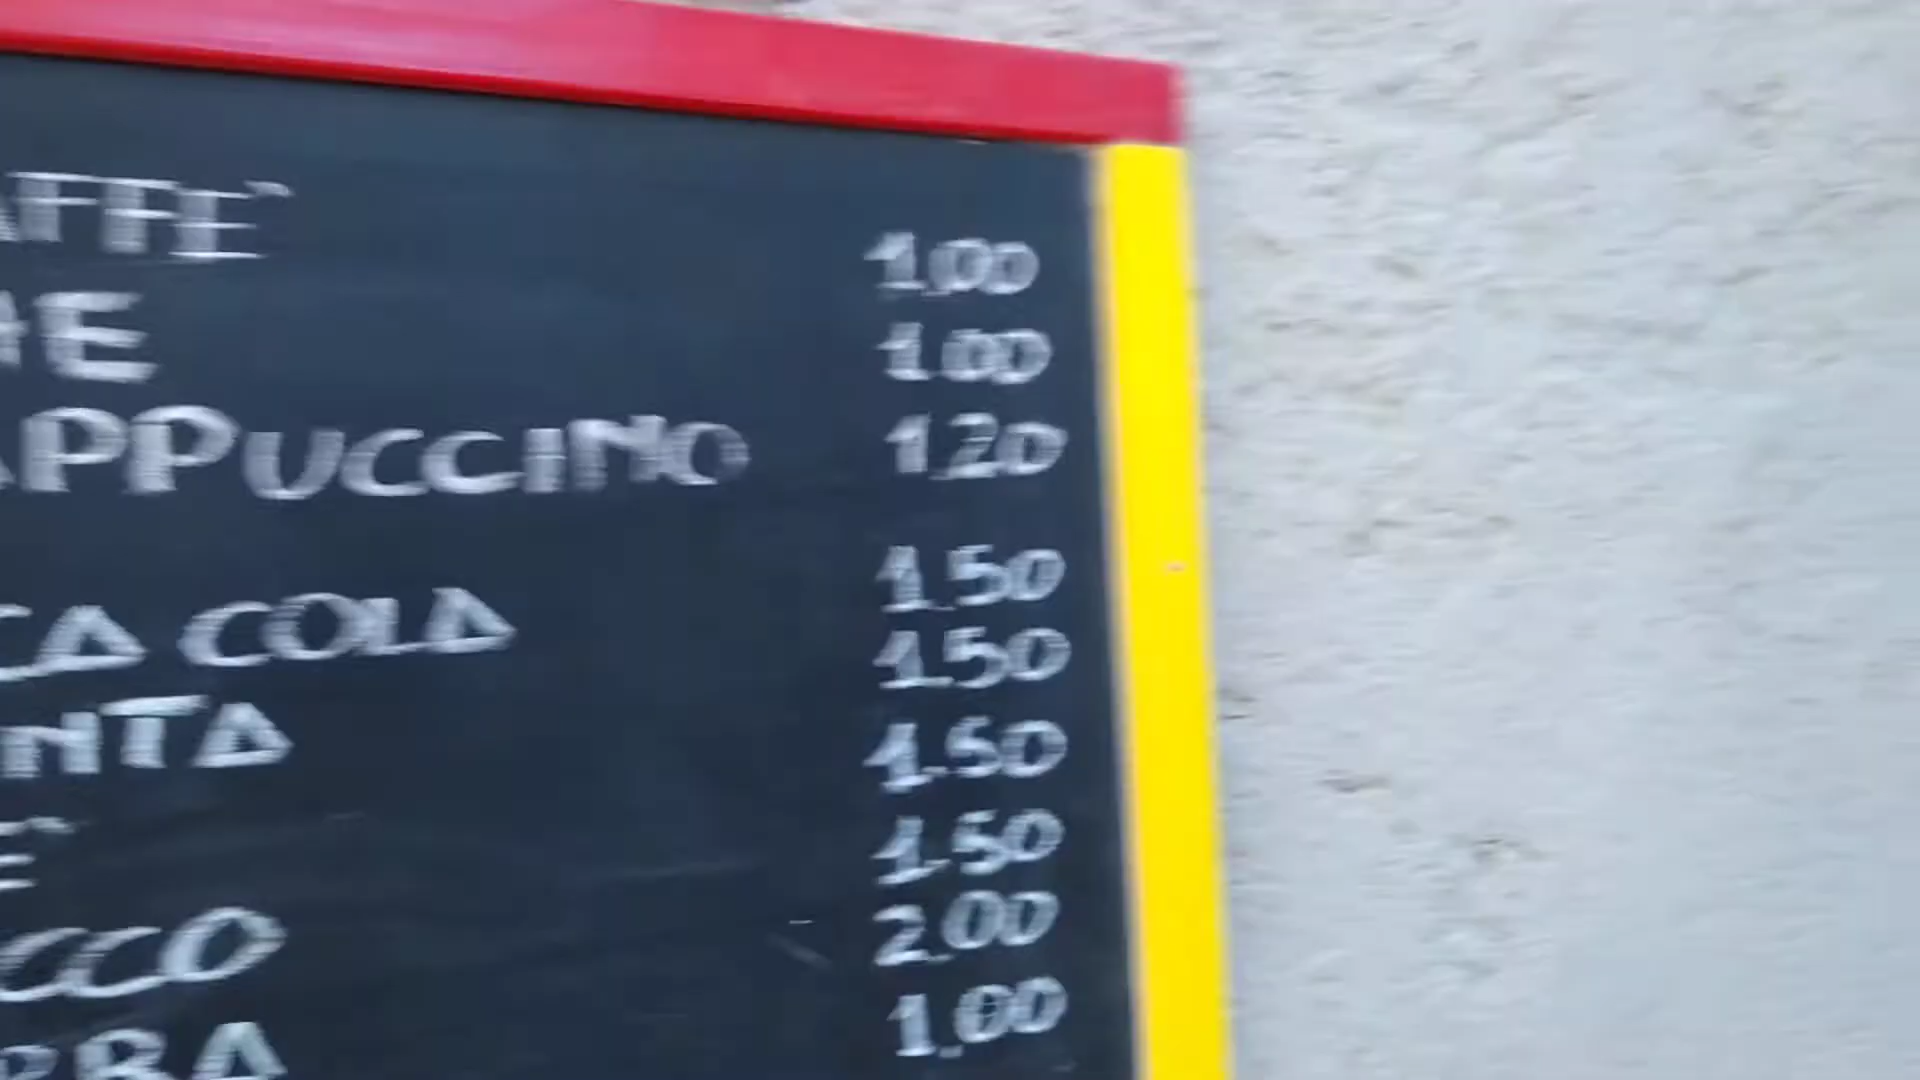 AFFE` 1,00
HE 1.00
APPUCCINO 1,20
CA COLA 1.50
NTA 1.50
1.50
E` 1.50
CCO 2.00
RRA 1.00